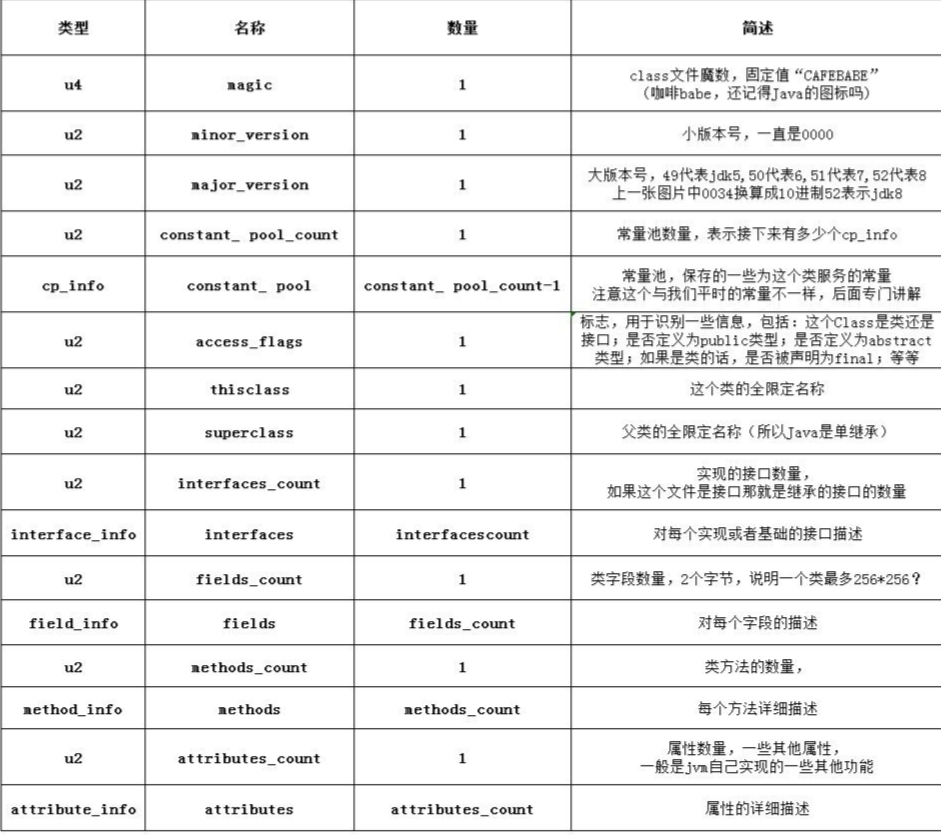 类型 名称 数量 简述
u4 magic 1 class文件魔数，固定值“CAFEBABE”
（咖啡babe，还记得Java的图标吗）
u2 minor_version 1 小版本号，一直是0000
u2 major_version 1 大版本号，49代表jdk5,50代表6,51代表7,52代表8
上一张图片中0034换算成10进制52表示jdk8
u2 constant_ pool_count 1 常量池数量，表示接下来有多少个cp_info
cp_info constant_ pool constant_ pool_count-1 常量池，保存的一些为这个类服务的常量
注意这个与我们平时的常量不一样，后面专门讲解
u2 access_flags 1 标志，用于识别一些信息，包括：这个Class是类还是
接口；是否定义为public类型；是否定义为abstract
类型；如果是类的话，是否被声明为final；等等
u2 thisclass 1 这个类的全限定名称
u2 superclass 1 父类的全限定名称（所以Java是单继承）
u2 interfaces_count 1 实现的接口数量，
如果这个文件是接口那就是继承的接口的数量
interface_info interfaces interfacescount 对每个实现或者基础的接口描述
u2 fields_count 1 类字段数量，2个字节，说明一个类最多256*256？
field_info fields fields_count 对每个字段的描述
u2 methods_count 1 类方法的数量，
method_info methods methods_count 每个方法详细描述
u2 attributes_count 1 属性数量，一些其他属性，
一般是jvm自己实现的一些其他功能
attribute_info attributes attributes_count 属性的详细描述